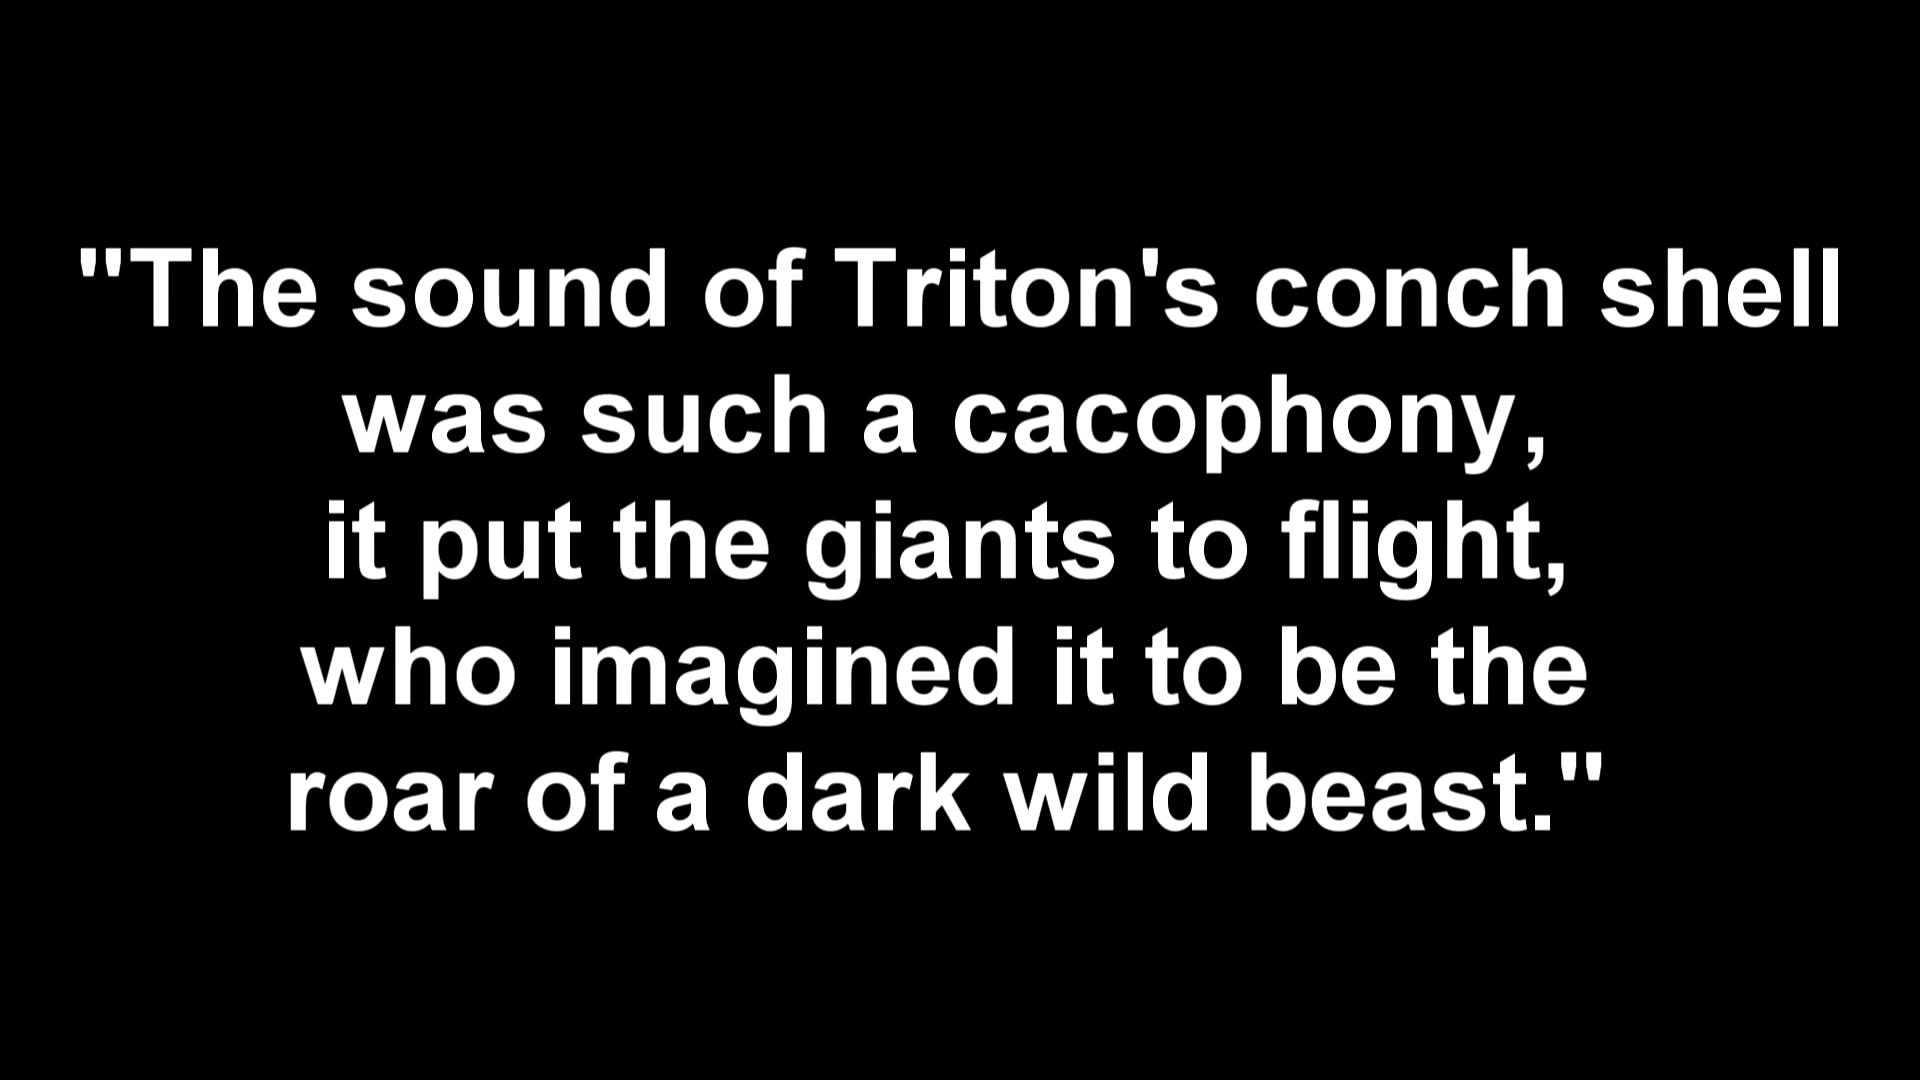 "The sound of Triton's conch shell
was such a cacophony,
it put the giants to flight,
who imagined it to be the
roar of a dark wild beast."